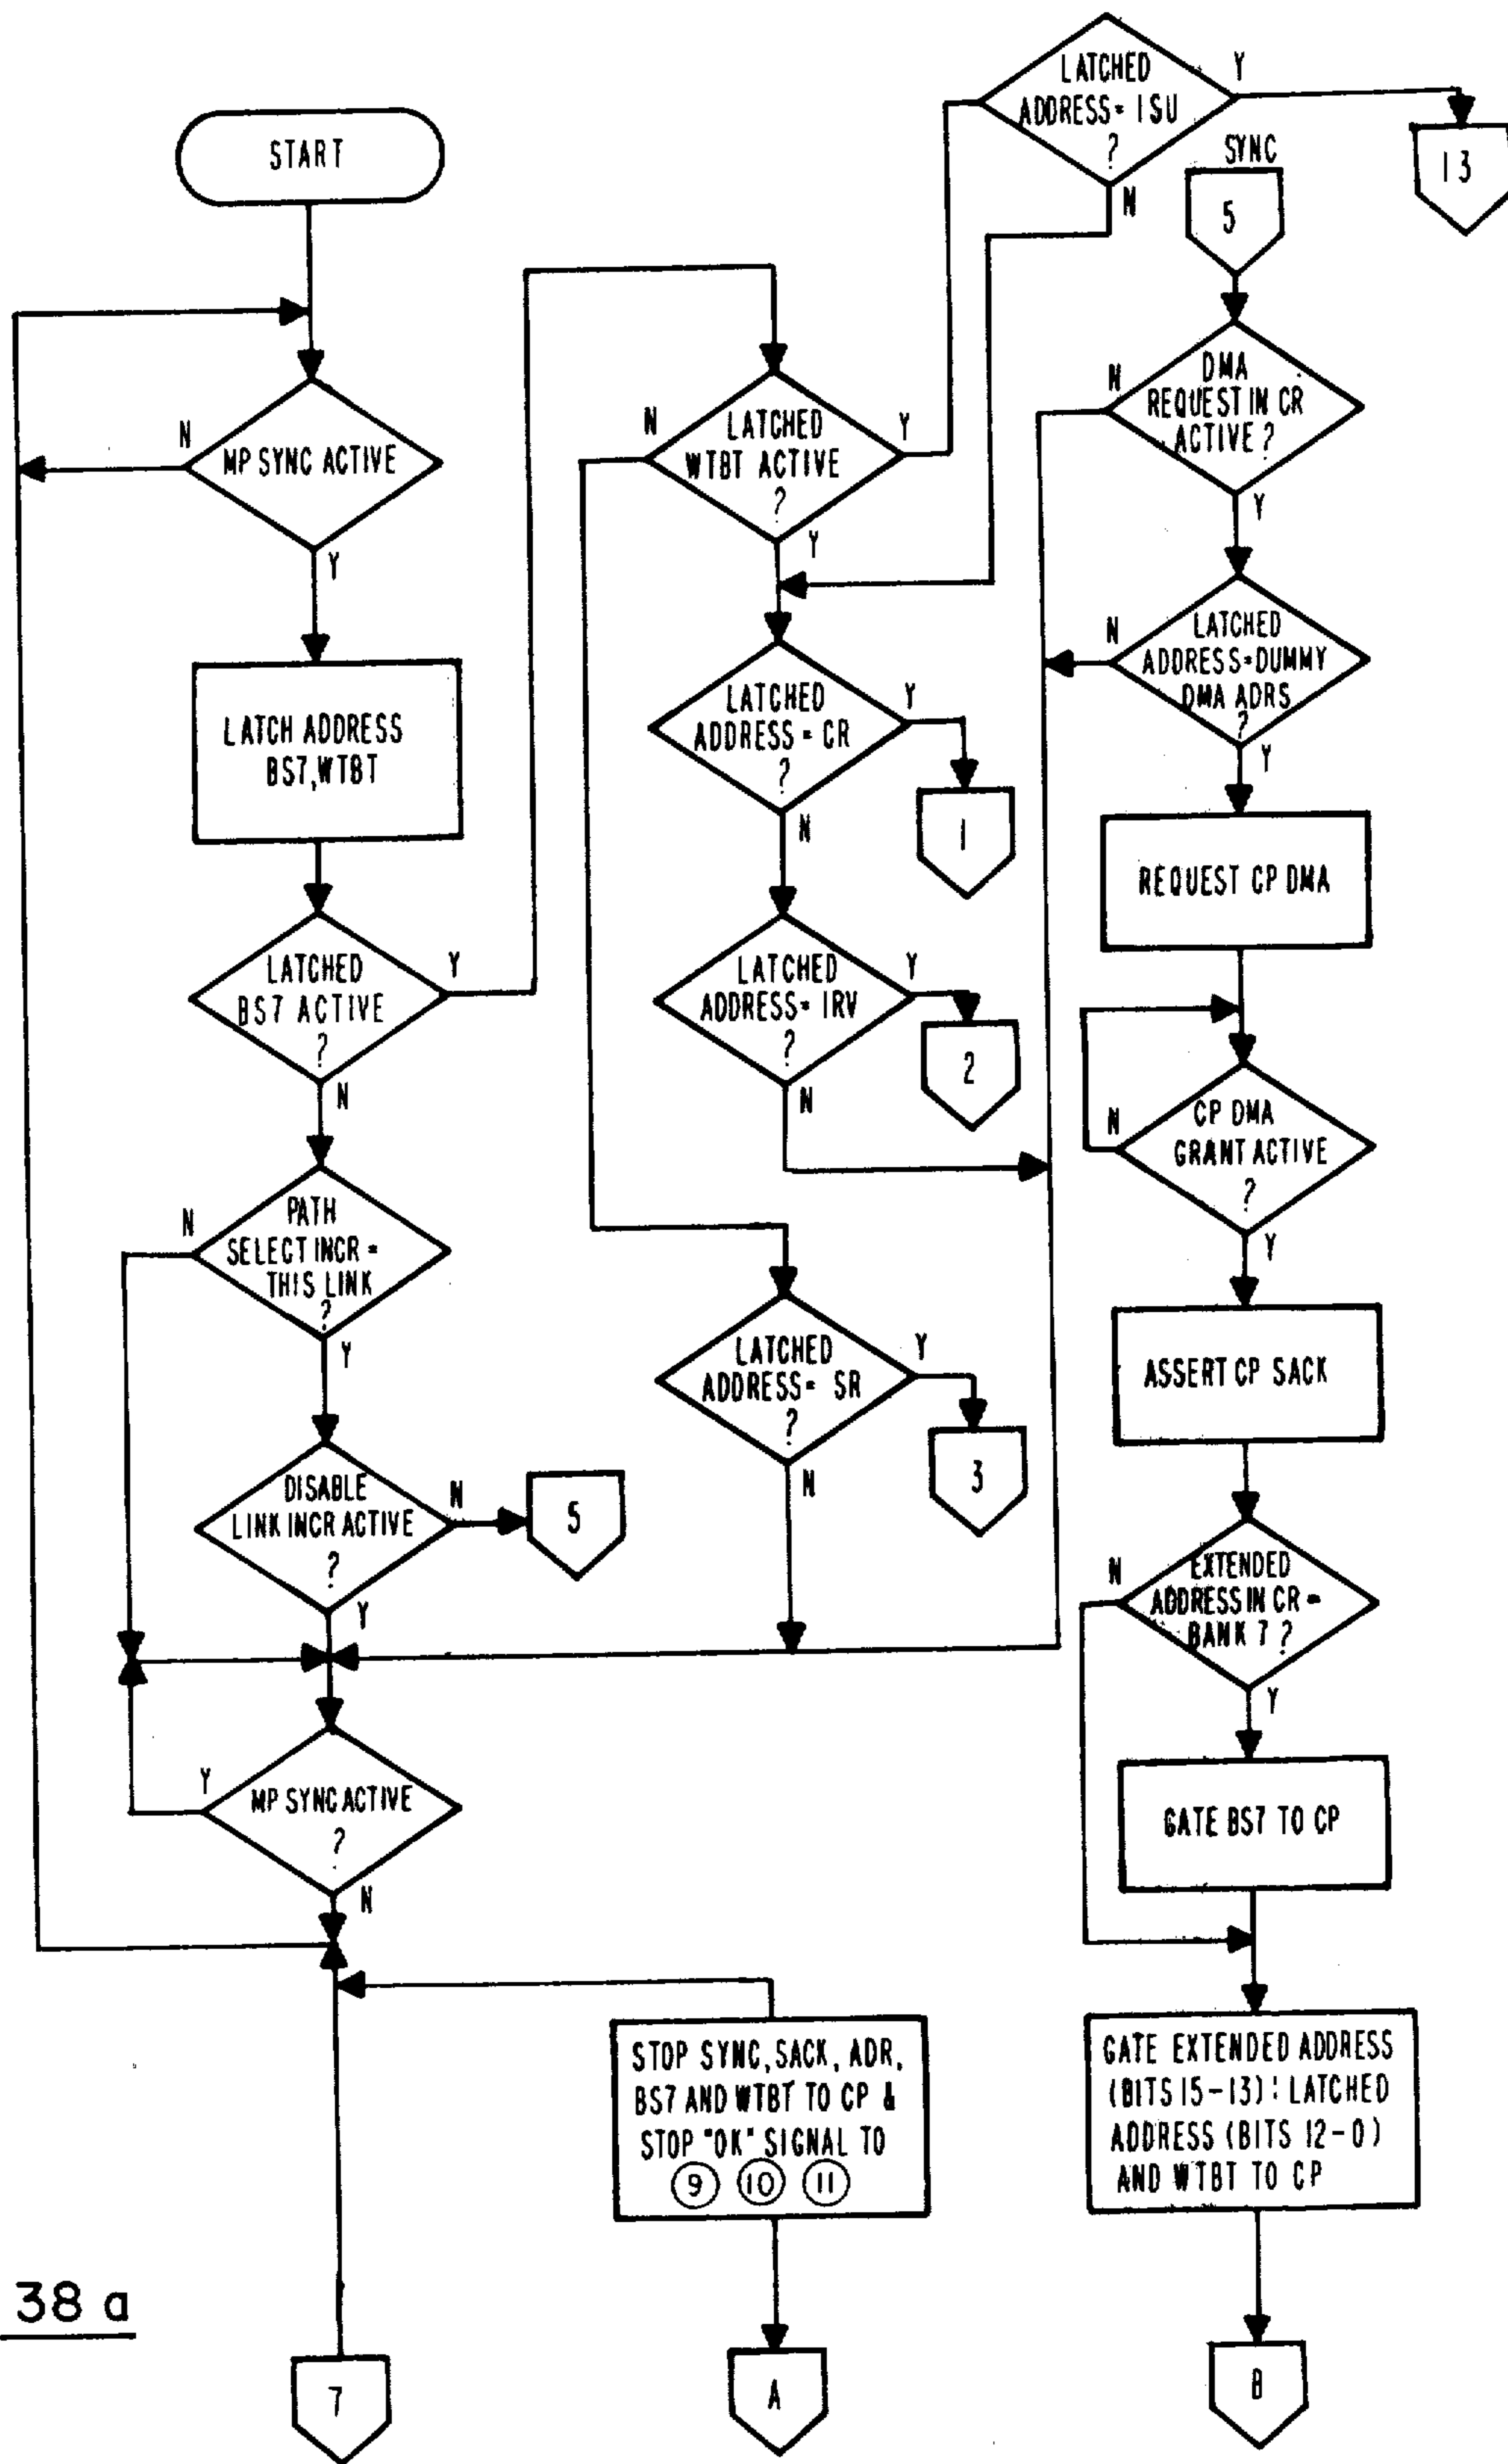 START
N
MP SYNC ACTIVE
Y
LATCH ADDRESS
BS7, WTBT
LATCHED
BS7 ACTIVE
?
Y
N
PATH
SELECT INCR =
THIS LINK
?
N
Y
DISABLE
LINK INCR ACTIVE
?
N
5
Y
MP SYNC ACTIVE
?
Y
N
7
LATCHED
ADDRESS = ISU
?
Y
13
N
LATCHED
WTBT ACTIVE
?
N
Y
Y
LATCHED
ADDRESS = CR
?
Y
1
N
LATCHED
ADDRESS = IRV
?
Y
2
N
LATCHED
ADDRESS = SR
?
Y
3
N
STOP SYNC, SACK, ADR,
BS7 AND WTBT TO CP &
STOP "OK" SIGNAL TO
9 10 11
A
SYNC
5
DMA
REQUEST IN CR
ACTIVE ?
N
Y
LATCHED
ADDRESS = DUMMY
DMA ADRS
?
N
Y
REQUEST CP DMA
CP DMA
GRANT ACTIVE
?
N
Y
ASSERT CP SACK
EXTENDED
ADDRESS IN CR =
BANK 7 ?
N
Y
GATE BS7 TO CP
GATE EXTENDED ADDRESS
(BITS 15-13) : LATCHED
ADDRESS (BITS 12-0)
AND WTBT TO CP
B
38 a